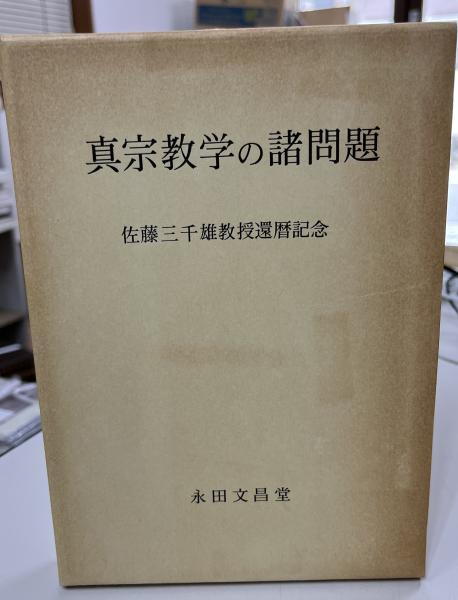 真宗教学の諸問題
佐藤三千雄教授還暦記念
永田文昌堂